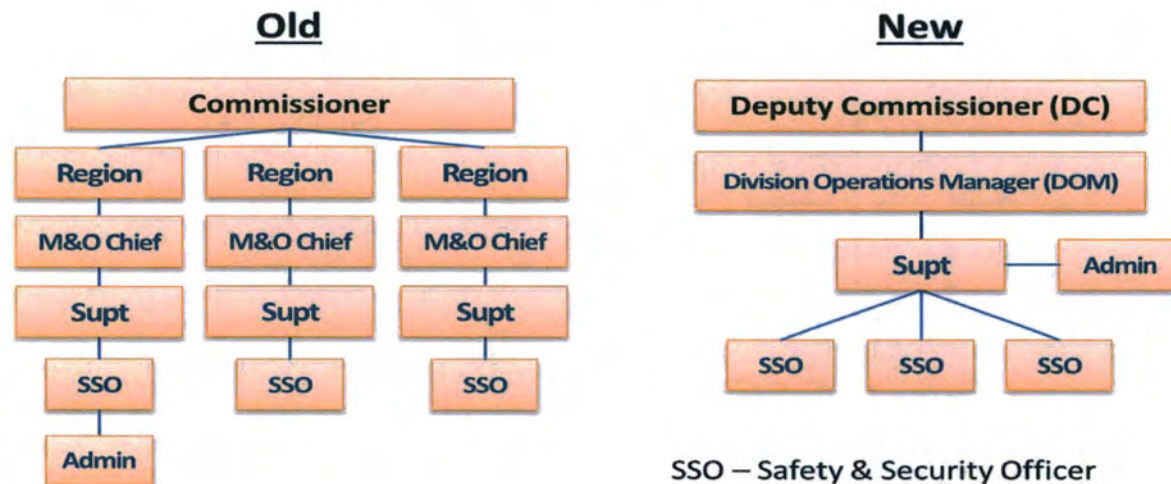 Old
Commissioner
Region Region Region
M&O Chief M&O Chief M&O Chief
Supt Supt Supt
SSO SSO SSO
Admin
New
Deputy Commissioner (DC)
Division Operations Manager (DOM)
Supt Admin
SSO SSO SSO
SSO – Safety & Security Officer